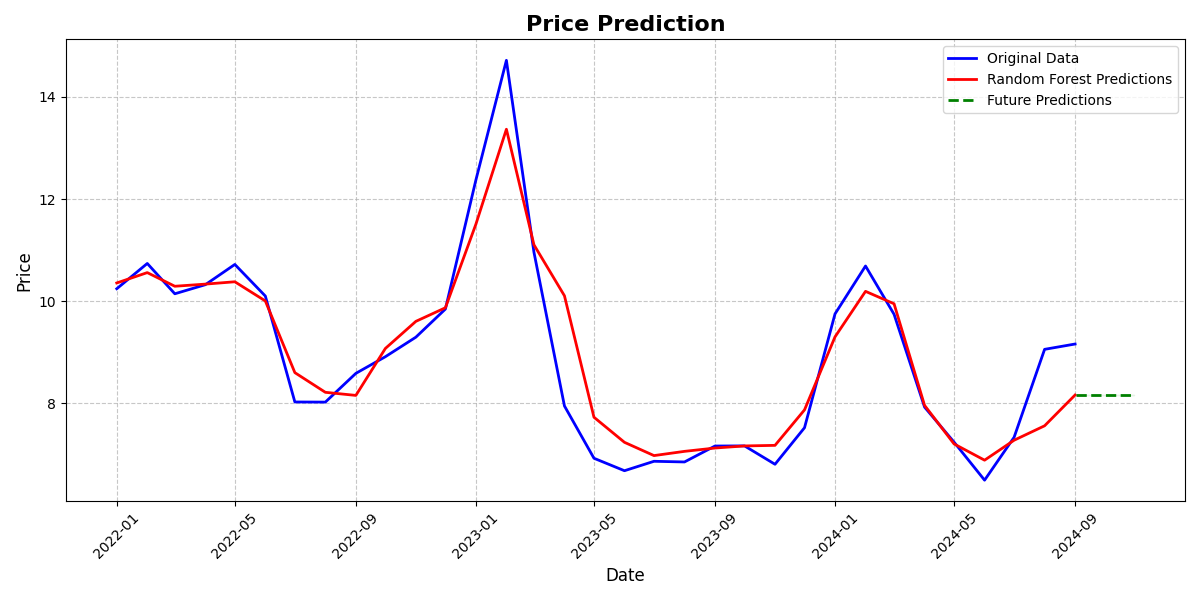 Price Prediction
Original Data
Random Forest Predictions
Future Predictions
Price
14
12
10
8
2022-01
2022-05
2022-09
2023-01
2023-05
2023-09
2024-01
2024-05
2024-09
Date